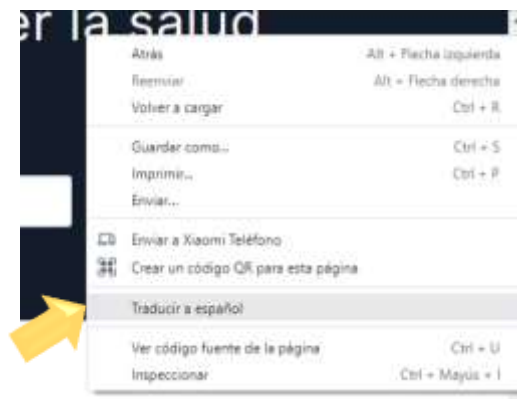 er la salud
Atrás Alt + Flecha izquierda
Reenviar Alt + Flecha derecha
Volver a cargar Ctrl + R
Guardar como... Ctrl + S
Imprimir... Ctrl + P
Enviar...
Enviar a Xiaomi Teléfono
Crear un código QR para esta página
Traducir a español
Ver código fuente de la página Ctrl + U
Inspeccionar Ctrl + Mayús + I